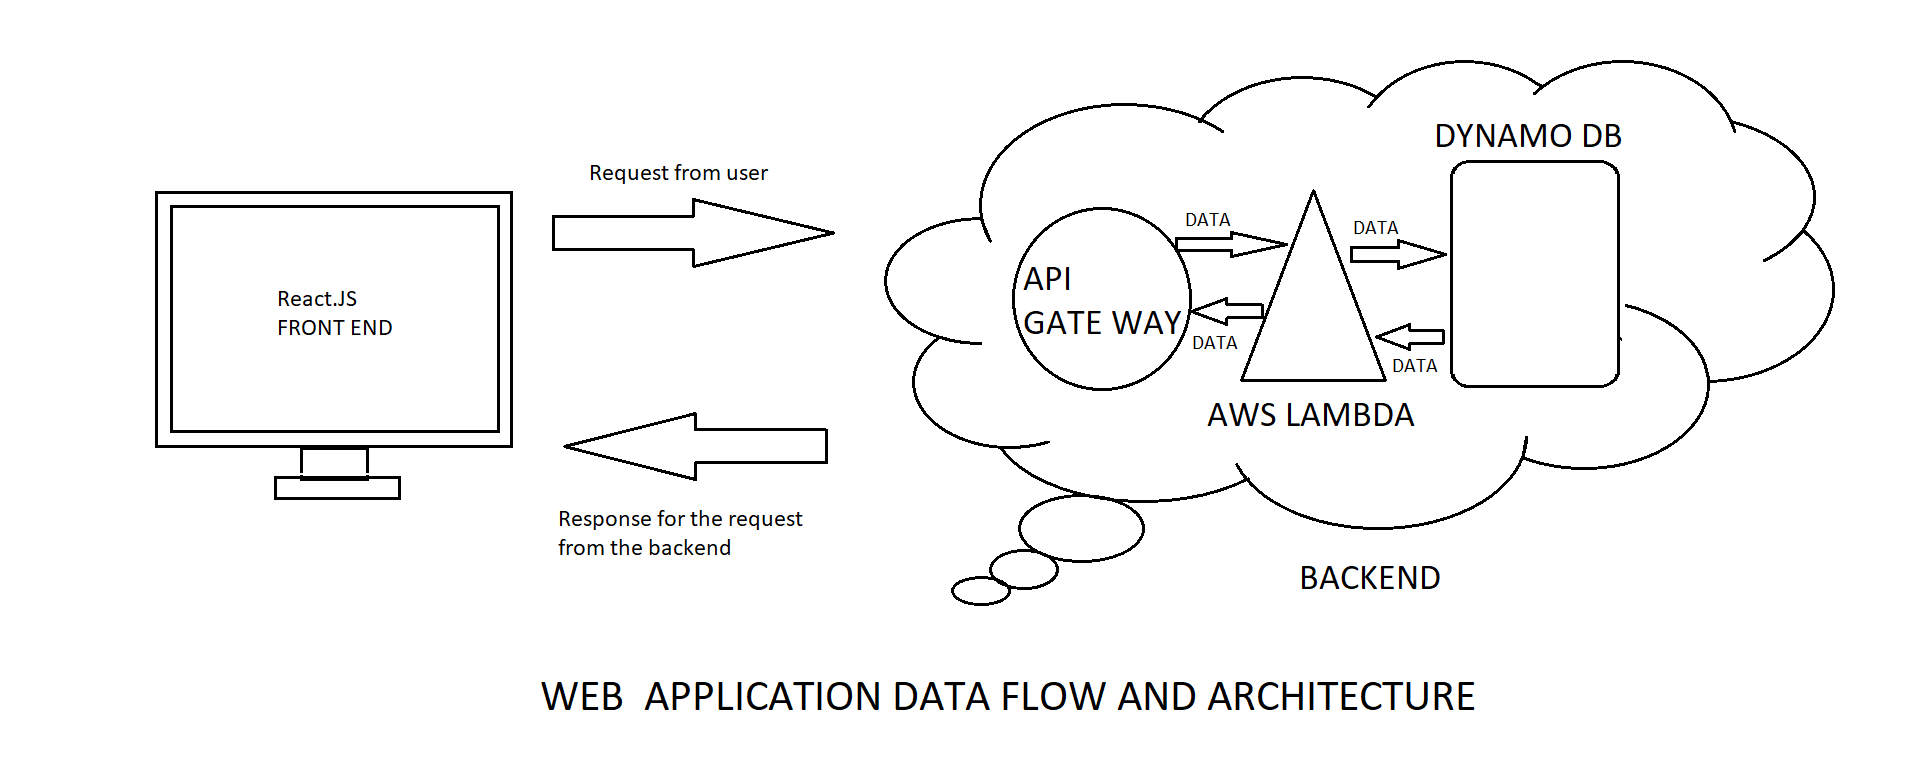 DYNAMO DB
Request from user
DATA
DATA
API
GATE WAY
React.JS
FRONT END
DATA
DATA
AWS LAMBDA
Response for the request
from the backend
BACKEND
WEB  APPLICATION DATA FLOW AND ARCHITECTURE